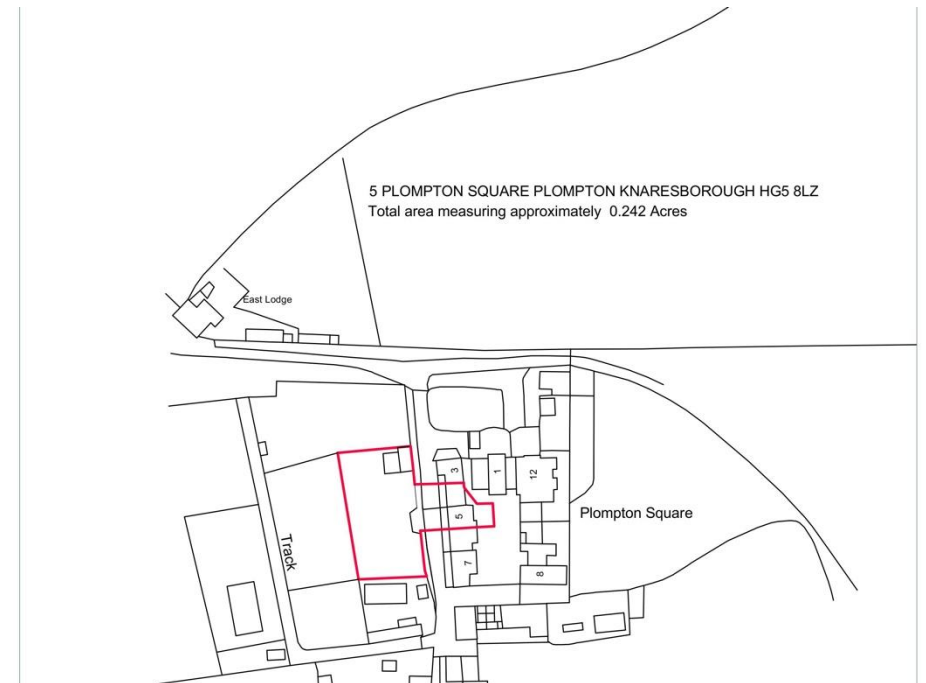 5 PLOMPTON SQUARE PLOMPTON KNARESBOROUGH HG5 8LZ
Total area measuring approximately 0.242 Acres
East Lodge
3
1
12
5
Plompton Square
Track
7
8